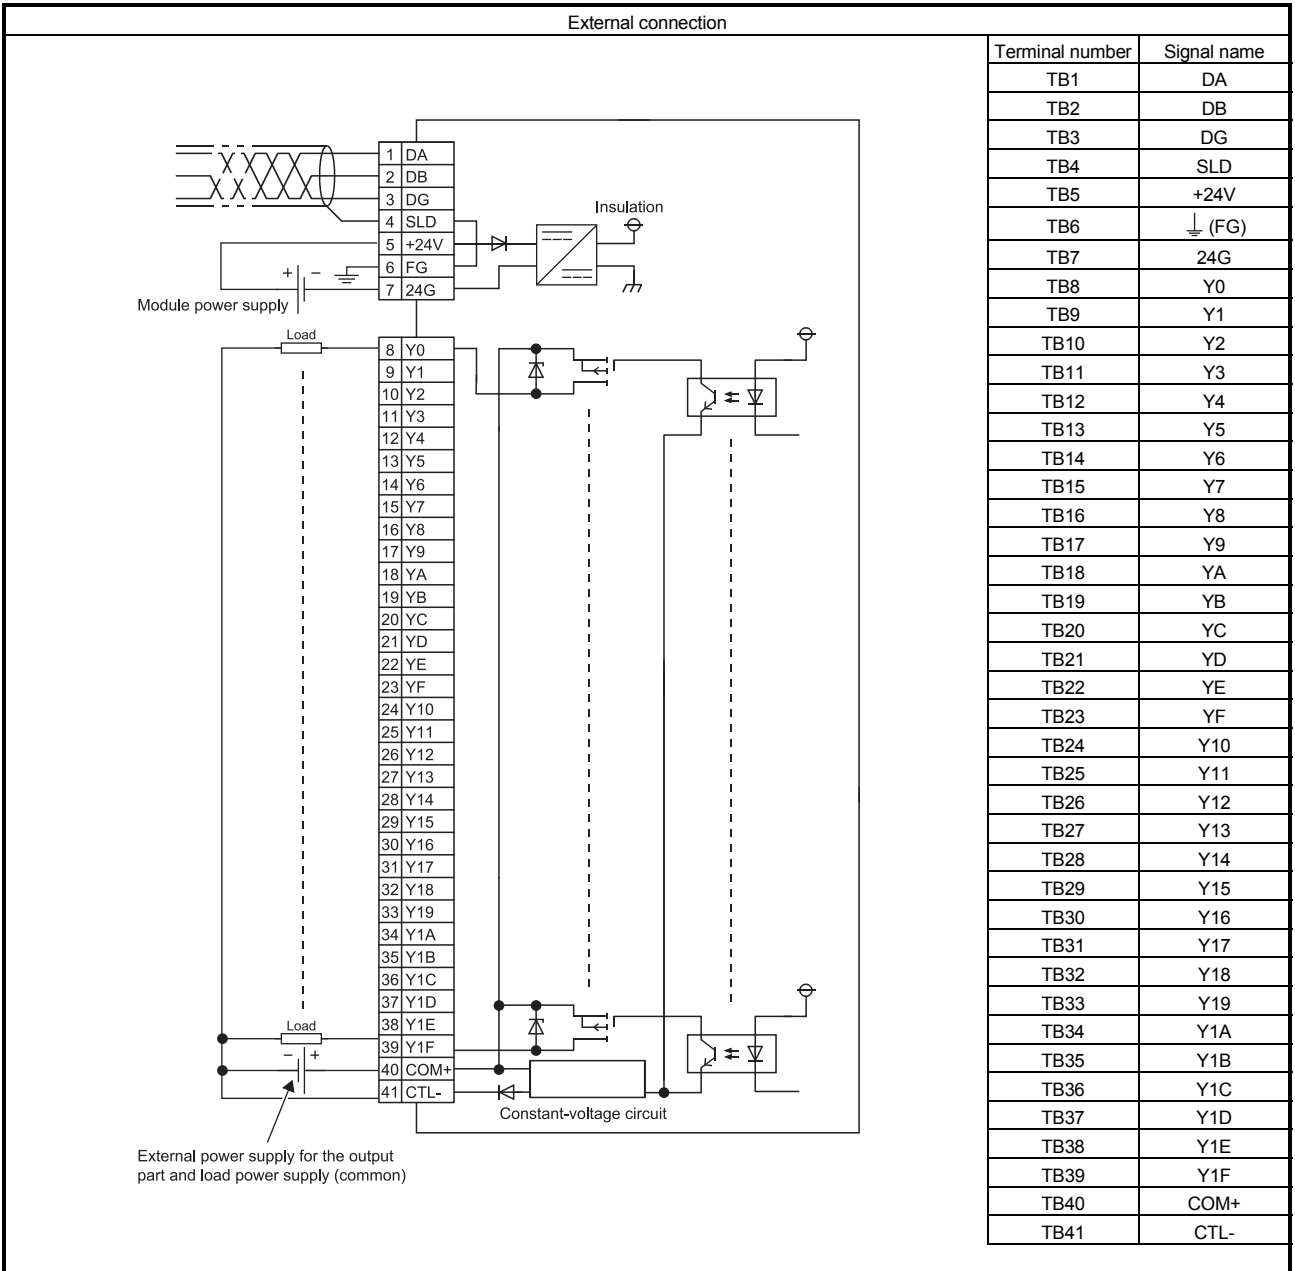 External connection
Terminal number Signal name
TB1 DA
TB2 DB
TB3 DG
TB4 SLD
TB5 +24V
TB6 (FG)
TB7 24G
TB8 Y0
TB9 Y1
TB10 Y2
TB11 Y3
TB12 Y4
TB13 Y5
TB14 Y6
TB15 Y7
TB16 Y8
TB17 Y9
TB18 YA
TB19 YB
TB20 YC
TB21 YD
TB22 YE
TB23 YF
TB24 Y10
TB25 Y11
TB26 Y12
TB27 Y13
TB28 Y14
TB29 Y15
TB30 Y16
TB31 Y17
TB32 Y18
TB33 Y19
TB34 Y1A
TB35 Y1B
TB36 Y1C
TB37 Y1D
TB38 Y1E
TB39 Y1F
TB40 COM+
TB41 CTL-
1 DA
2 DB
3 DG
4 SLD
5 +24V
6 FG
7 24G
Insulation
+ −
Module power supply
Load
8 Y0
9 Y1
10 Y2
11 Y3
12 Y4
13 Y5
14 Y6
15 Y7
16 Y8
17 Y9
18 YA
19 YB
20 YC
21 YD
22 YE
23 YF
24 Y10
25 Y11
26 Y12
27 Y13
28 Y14
29 Y15
30 Y16
31 Y17
32 Y18
33 Y19
34 Y1A
35 Y1B
36 Y1C
37 Y1D
38 Y1E
39 Y1F
40 COM+
41 CTL-
Load
− +
Constant-voltage circuit
External power supply for the output
part and load power supply (common)